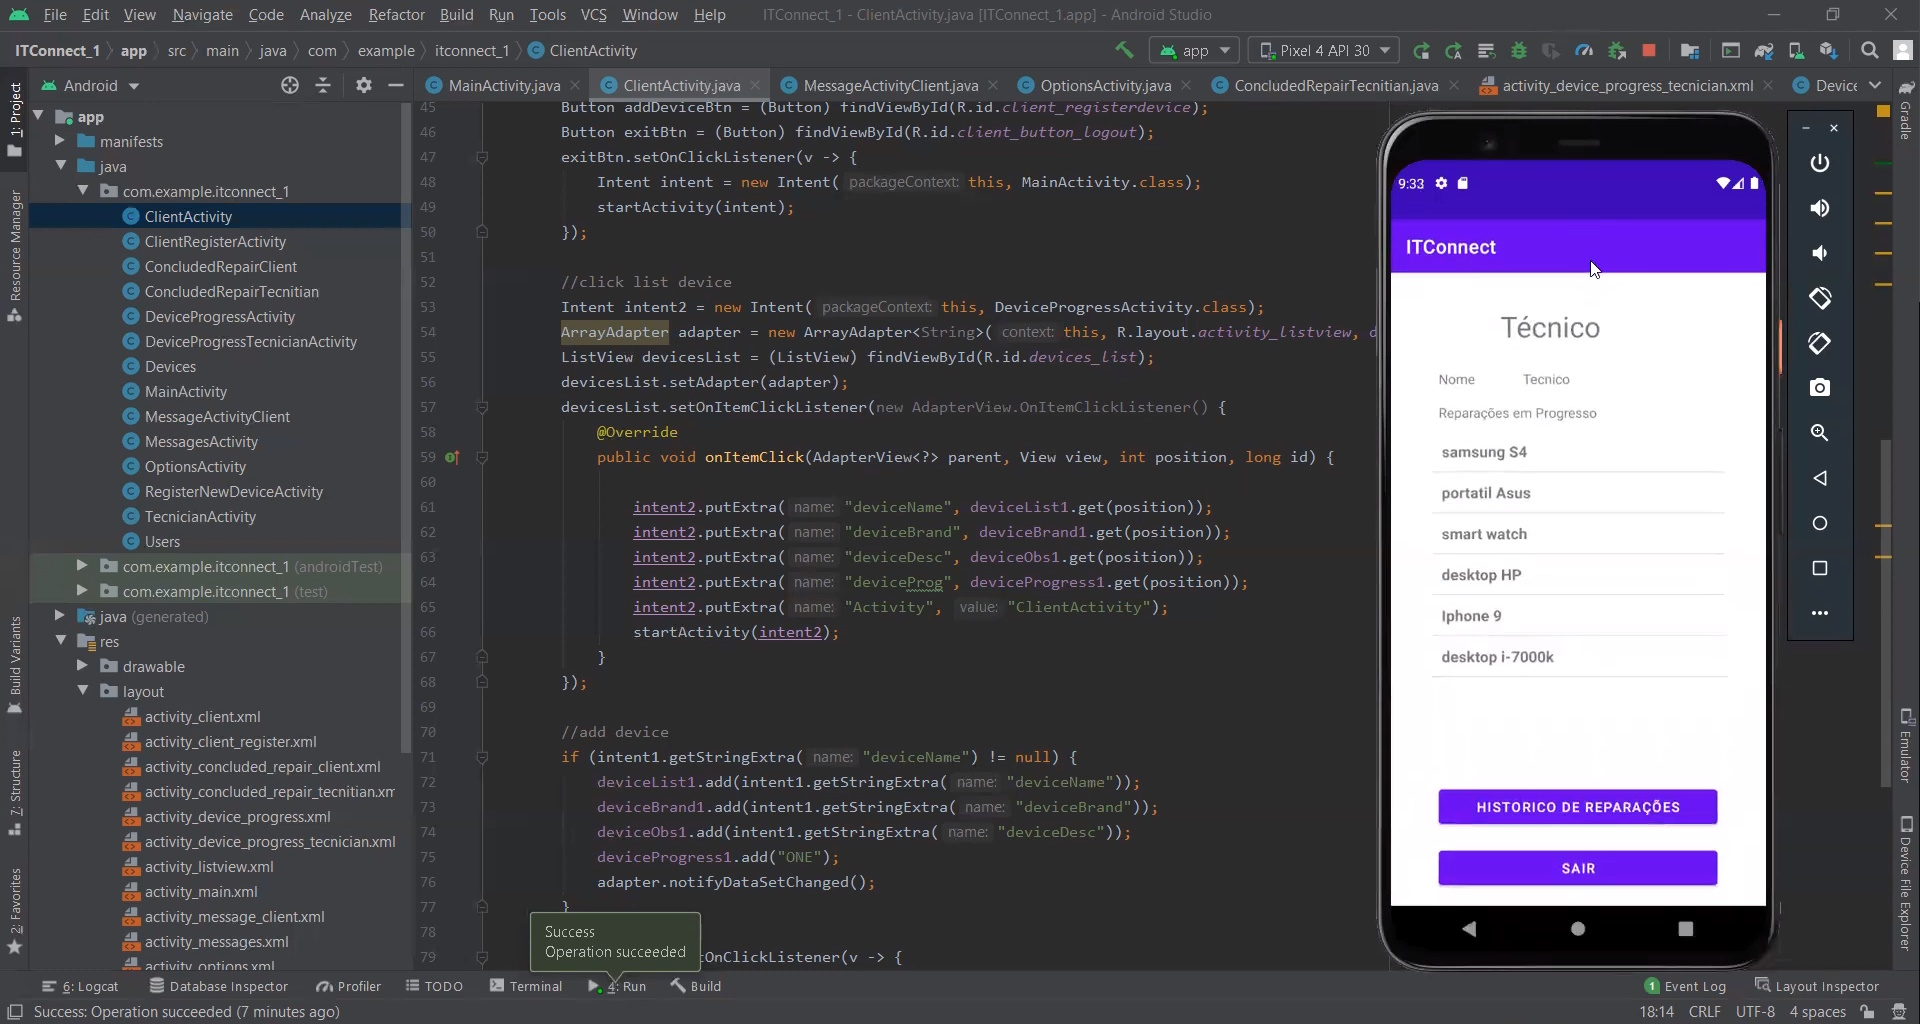 File Edit View Navigate Code Analyze Refactor Build Run Tools VCS Window Help ITConnect_1 - ClientActivity.java [ITConnect_1.app] - Android Studio
ITConnect_1 app src main java com example itconnect_1 ClientActivity app Pixel 4 API 30
Android MainActivity.java ClientActivity.java MessageActivityClient.java OptionsActivity.java ConcludedRepairTecnitian.java activity_device_progress_tecnician.xml Device
1: Project
Resource Manager
Build Variants
7: Structure
2: Favorites
app
manifests
java
com.example.itconnect_1
ClientActivity
ClientRegisterActivity
ConcludedRepairClient
ConcludedRepairTecnitian
DeviceProgressActivity
DeviceProgressTecnicianActivity
Devices
MainActivity
MessageActivityClient
MessagesActivity
OptionsActivity
RegisterNewDeviceActivity
TecnicianActivity
Users
com.example.itconnect_1 (androidTest)
com.example.itconnect_1 (test)
java (generated)
res
drawable
layout
activity_client.xml
activity_client_register.xml
activity_concluded_repair_client.xml
activity_concluded_repair_tecnitian.xm
activity_device_progress.xml
activity_device_progress_tecnician.xml
activity_listview.xml
activity_main.xml
activity_message_client.xml
activity_messages.xml
activity_options.xml
45 Button addDeviceBtn = (Button) findViewById(R.id.client_registerdevice);
46 Button exitBtn = (Button) findViewById(R.id.client_button_logout);
47 exitBtn.setOnClickListener(v -> {
48 Intent intent = new Intent( packageContext: this, MainActivity.class);
49 startActivity(intent);
50 });
51
52 //click list device
53 Intent intent2 = new Intent( packageContext: this, DeviceProgressActivity.class);
54 ArrayAdapter adapter = new ArrayAdapter<String>( context: this, R.layout.activity_listview, d
55 ListView devicesList = (ListView) findViewById(R.id.devices_list);
56 devicesList.setAdapter(adapter);
57 devicesList.setOnItemClickListener(new AdapterView.OnItemClickListener() {
58 @Override
59 public void onItemClick(AdapterView<?> parent, View view, int position, long id) {
60
61 intent2.putExtra( name: "deviceName", deviceList1.get(position));
62 intent2.putExtra( name: "deviceBrand", deviceBrand1.get(position));
63 intent2.putExtra( name: "deviceDesc", deviceObs1.get(position));
64 intent2.putExtra( name: "deviceProg", deviceProgress1.get(position));
65 intent2.putExtra( name: "Activity", value: "ClientActivity");
66 startActivity(intent2);
67 }
68 });
69
70 //add device
71 if (intent1.getStringExtra( name: "deviceName") != null) {
72 deviceList1.add(intent1.getStringExtra( name: "deviceName"));
73 deviceBrand1.add(intent1.getStringExtra( name: "deviceBrand"));
74 deviceObs1.add(intent1.getStringExtra( name: "deviceDesc"));
75 deviceProgress1.add("ONE");
76 adapter.notifyDataSetChanged();
77 }
78
79 OnClickListener(v -> {
Success
Operation succeeded
9:33
ITConnect
Técnico
Nome Tecnico
Reparações em Progresso
samsung S4
portatil Asus
smart watch
desktop HP
Iphone 9
desktop i-7000k
HISTORICO DE REPARAÇÕES
SAIR
Gradle
Emulator
Device File Explorer
6: Logcat Database Inspector Profiler TODO Terminal 4: Run Build 1 Event Log Layout Inspector
Success: Operation succeeded (7 minutes ago) 18:14 CRLF UTF-8 4 spaces